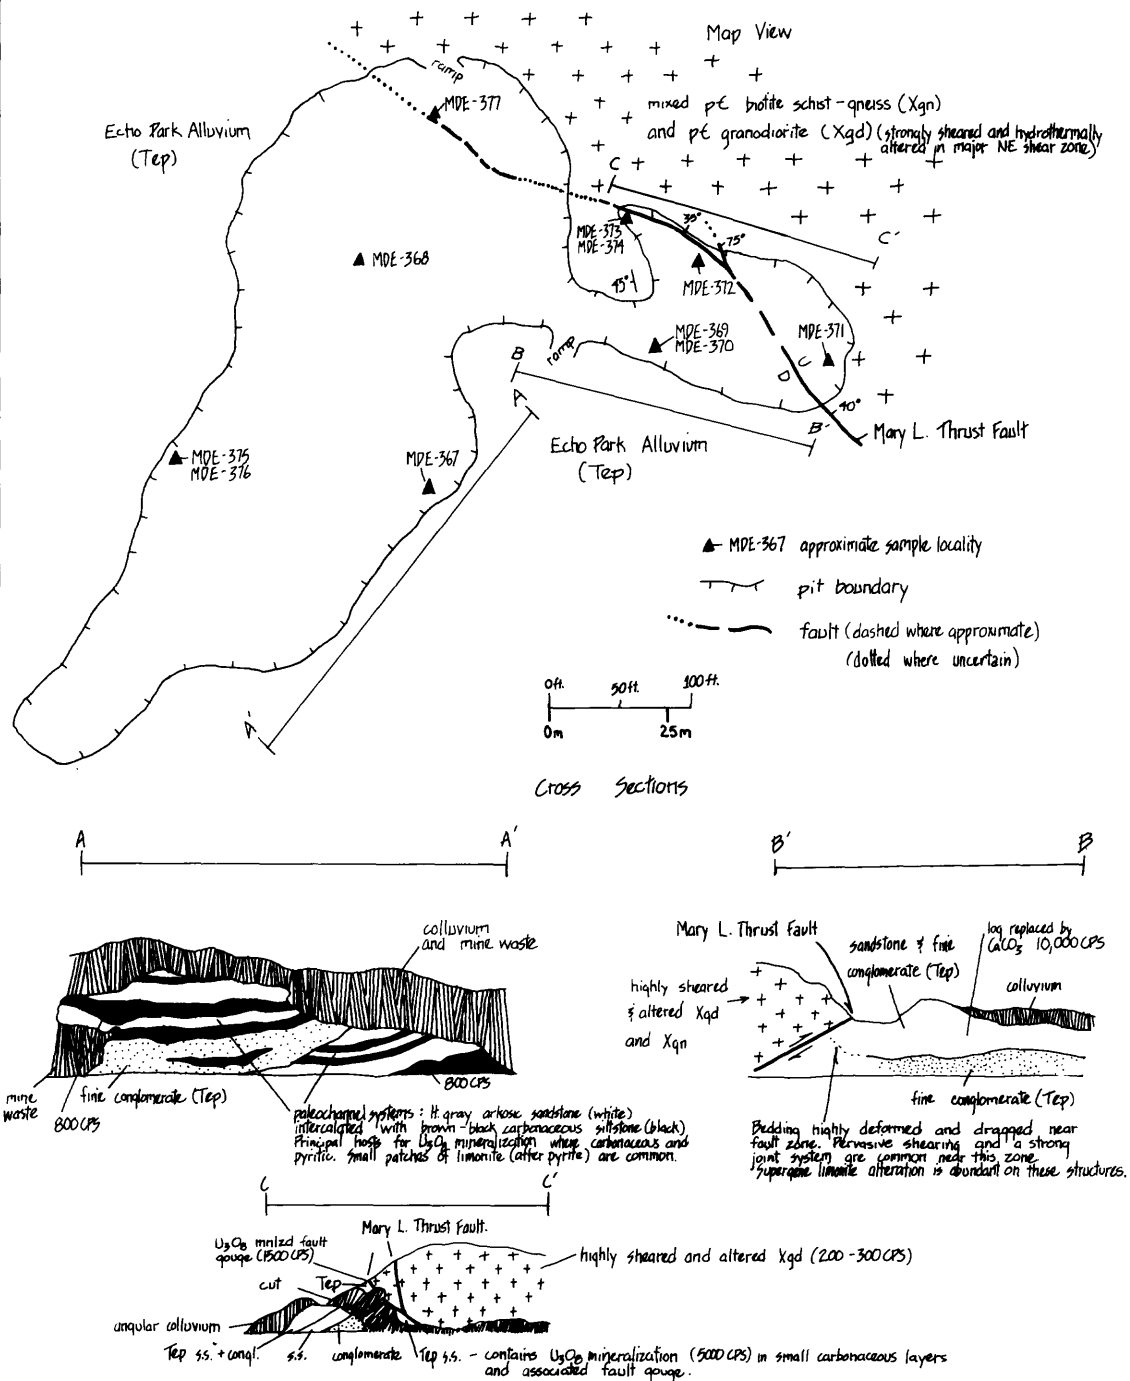 Map View
mixed p€ biotite schist-gneiss (Xgn)
and p€ granodiorite (Xgd) (strongly sheared and hydrothermally
altered in major NE shear zone)
ramp
MDE-377
Echo Park Alluvium
(Tep)
C
C'
MDE-373
MDE-374
35°
75°
45°
MDE-368
MDE-372
MDE-369
MDE-370
MDE-371
ramp
B
A
D
C
40°
B'
Mary L. Thrust Fault
Echo Park Alluvium
(Tep)
MDE-375
MDE-376
MDE-367
A'
MDE-367 approximate sample locality
pit boundary
fault (dashed where approximate)
(dotted where uncertain)
0ft. 50ft. 100ft.
0m 25m
Cross Sections
A A'
B' B
colluvium
and mine waste
mine
waste
800 CPS
fine conglomerate (Tep)
800 CPS
paleochannel systems: lt. gray arkosic sandstone (white)
intercalated with brown-black carbonaceous siltstone (black).
Principal hosts for U3O8 mineralization where carbonaceous and
pyritic. Small patches of limonite (after pyrite) are common.
Mary L. Thrust Fault
sandstone & fine
conglomerate (Tep)
log replaced by
CaCO3 10,000 CPS
colluvium
highly sheared
& altered Xgd
and Xgn
fine conglomerate (Tep)
Bedding highly deformed and dragged near
fault zone. Pervasive shearing and a strong
joint system are common near this zone
Supergene limonite alteration is abundant on these structures.
C C'
Mary L. Thrust Fault.
U3O8 mnlzd fault
gouge (1500 CPS)
cut
Tep
highly sheared and altered Xgd (200-300 CPS)
angular colluvium
Tep s.s. + congl.
s.s.
conglomerate
Tep s.s. - contains U3O8 mineralization (5000 CPS) in small carbonaceous layers
and associated fault gouge.